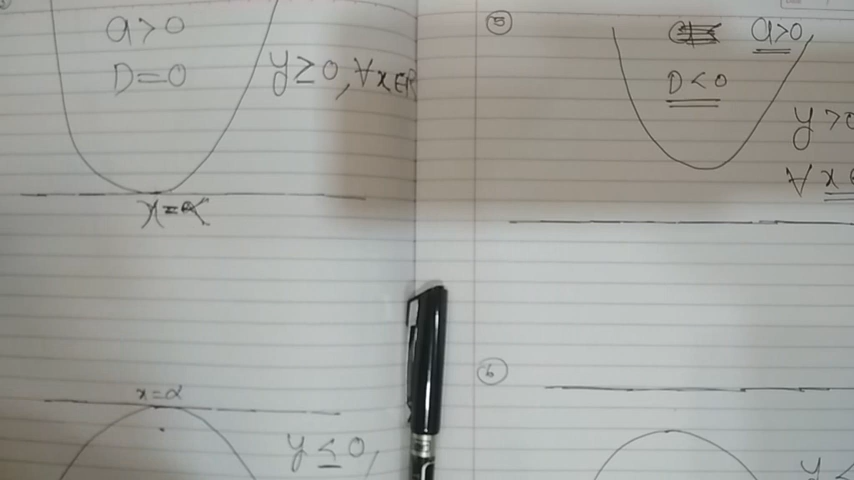 a>0
D=0
y≥0, ∀x∈R
x=α
x=α
y≤0,
5
a>0
D<0
y>0
∀ x ∈
6
y<